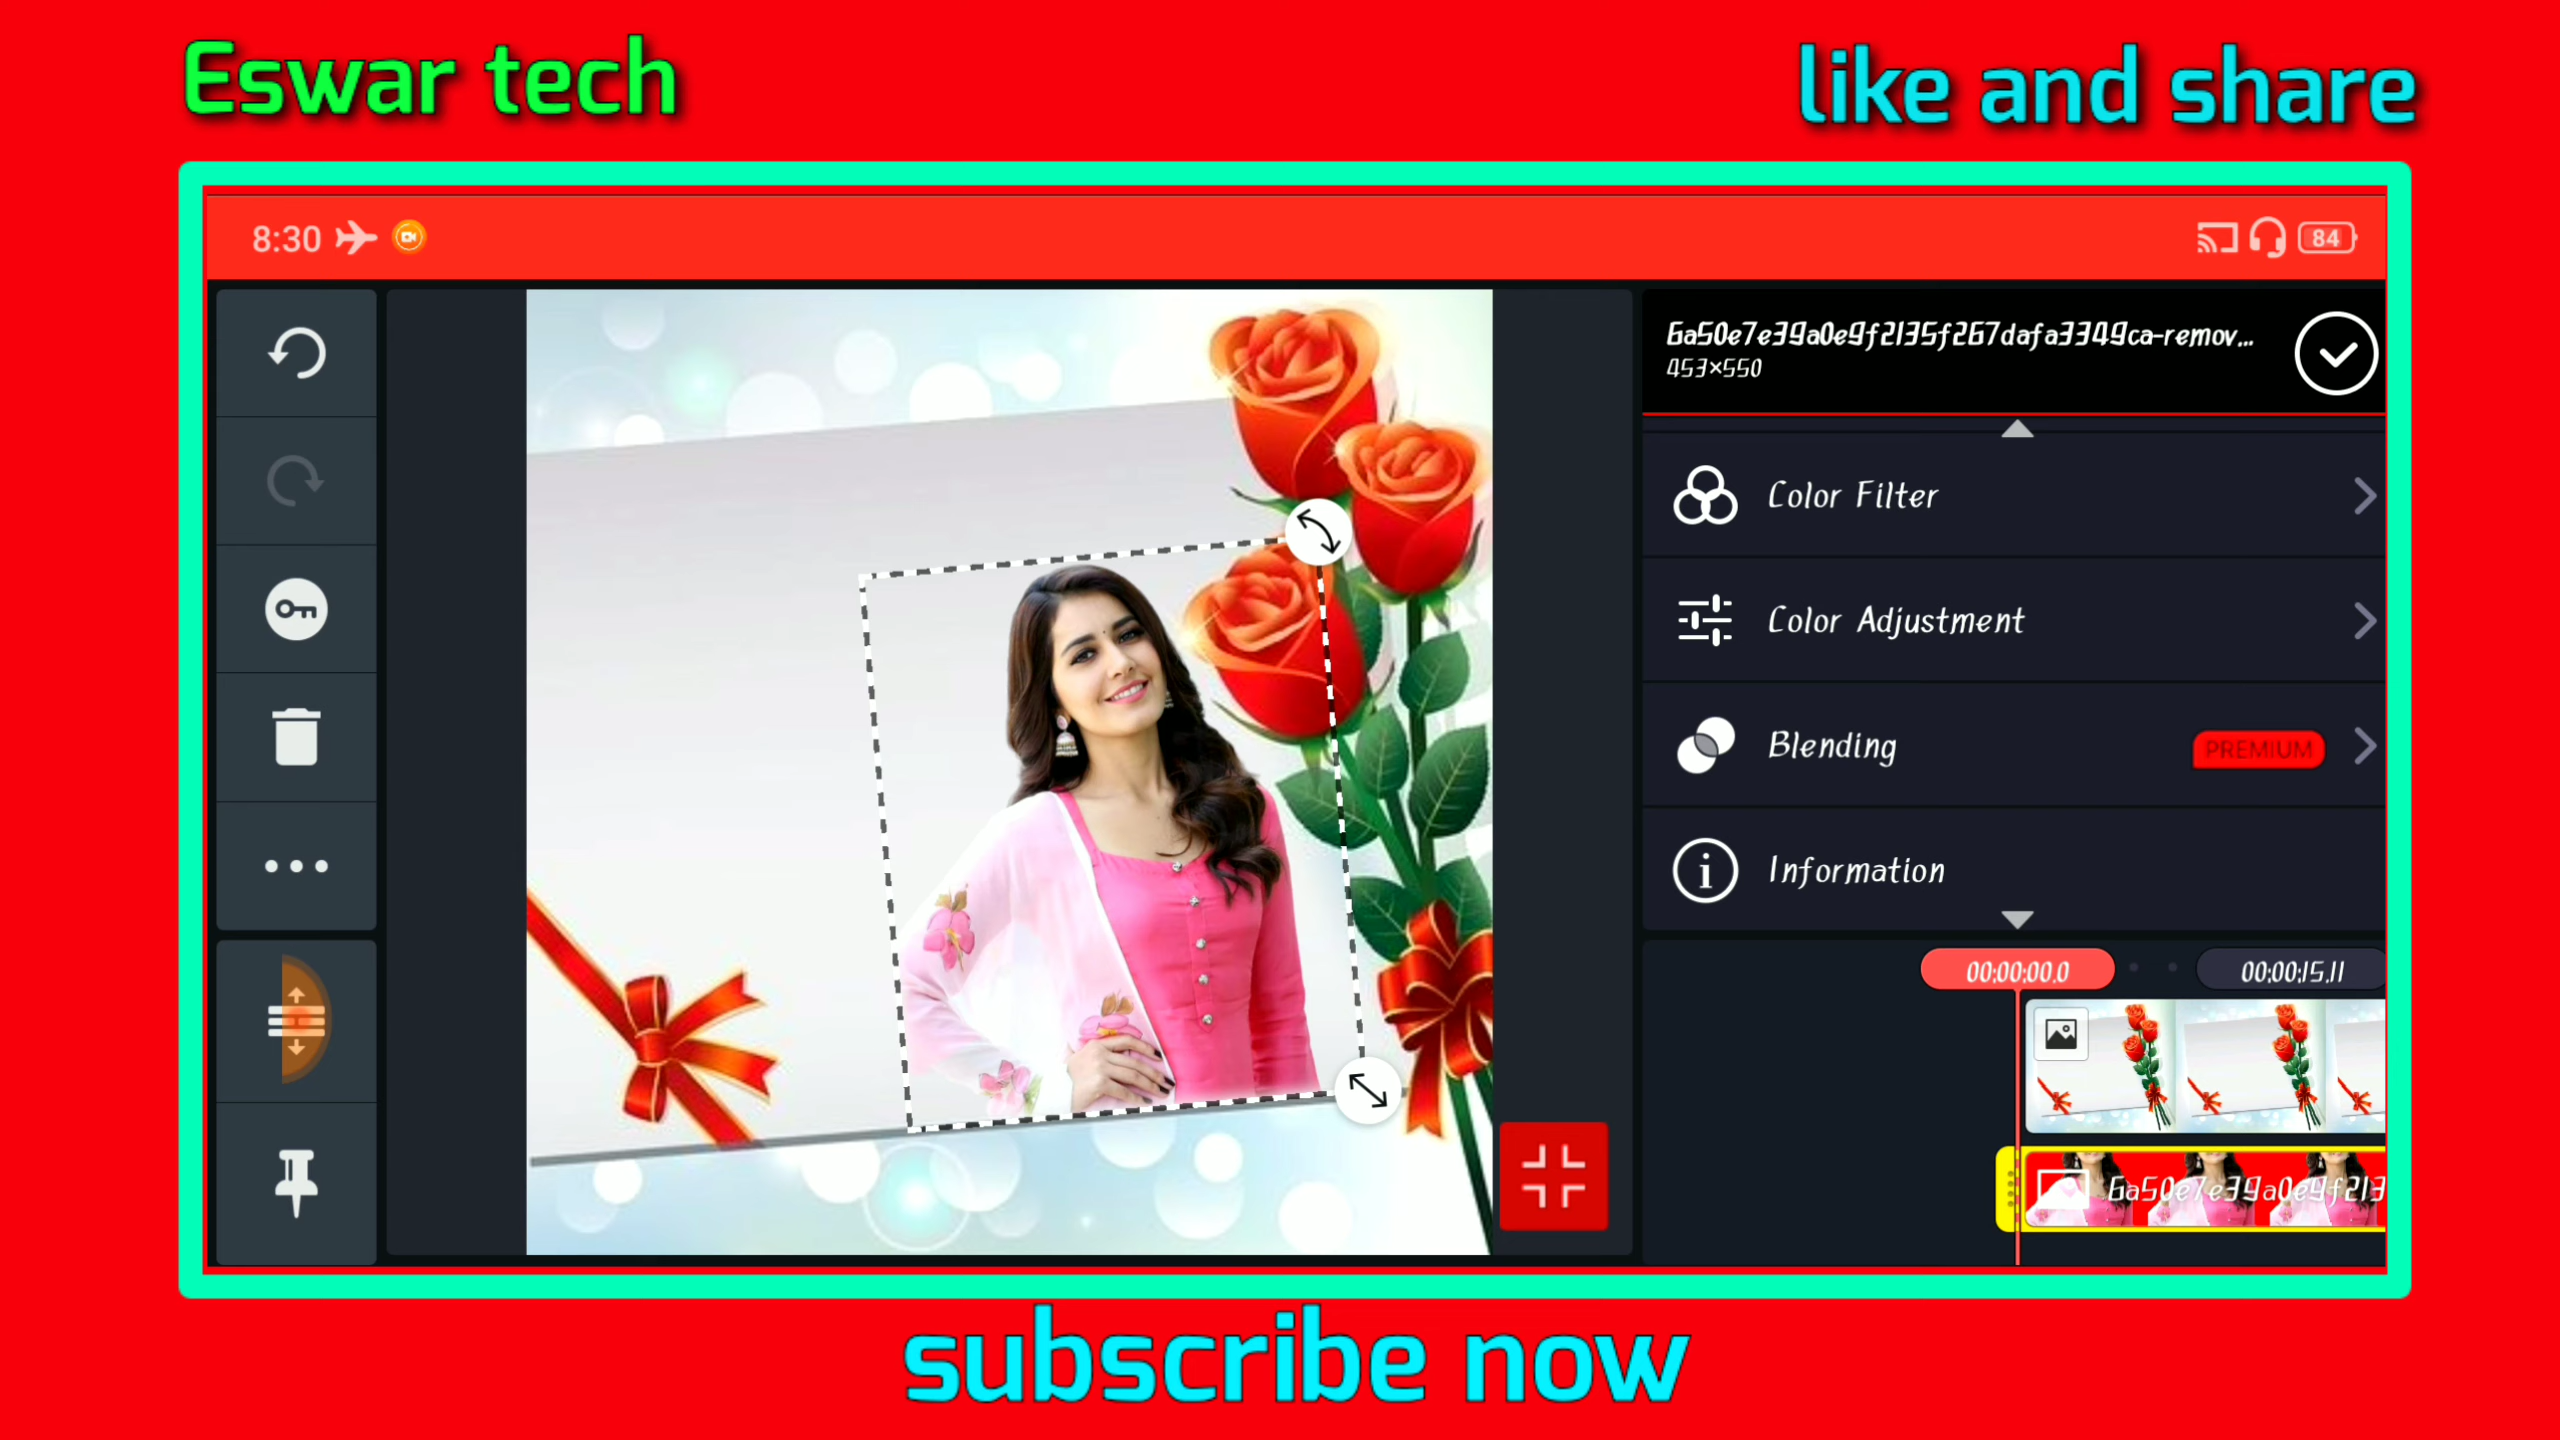 Eswar tech
like and share
8:30
84
6a50e7e39a0e9f2135f267dafa3349ca-remov...
453×550
Color Filter
Color Adjustment
Blending
PREMIUM
Information
00:00:00.0
00:00:15.11
6a50e7e39a0e9f213
subscribe now